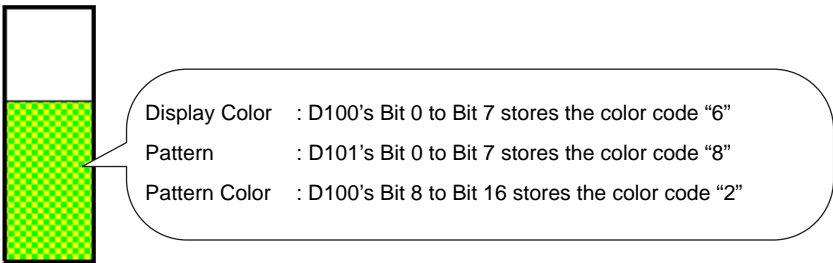 Display Color : D100's Bit 0 to Bit 7 stores the color code “6”
Pattern : D101's Bit 0 to Bit 7 stores the color code “8”
Pattern Color : D100's Bit 8 to Bit 16 stores the color code “2”